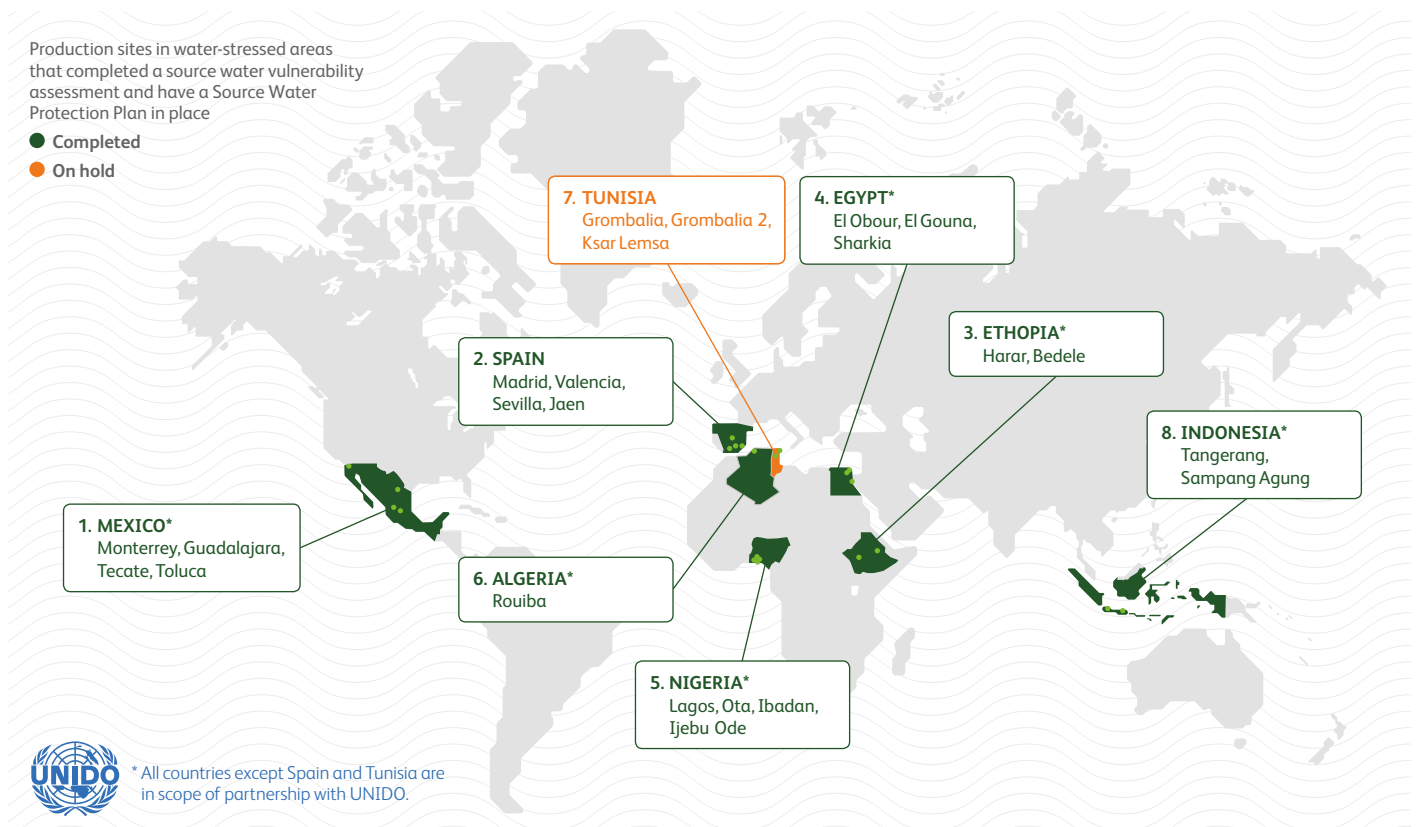 Production sites in water-stressed areas
that completed a source water vulnerability
assessment and have a Source Water
Protection Plan in place
Completed
On hold
7. TUNISIA
Grombalia, Grombalia 2,
Ksar Lemsa
4. EGYPT*
El Obour, El Gouna,
Sharkia
3. ETHOPIA*
Harar, Bedele
2. SPAIN
Madrid, Valencia,
Sevilla, Jaen
8. INDONESIA*
Tangerang,
Sampang Agung
1. MEXICO*
Monterrey, Guadalajara,
Tecate, Toluca
6. ALGERIA*
Rouiba
5. NIGERIA*
Lagos, Ota, Ibadan,
Ijebu Ode
UNIDO
* All countries except Spain and Tunisia are
in scope of partnership with UNIDO.